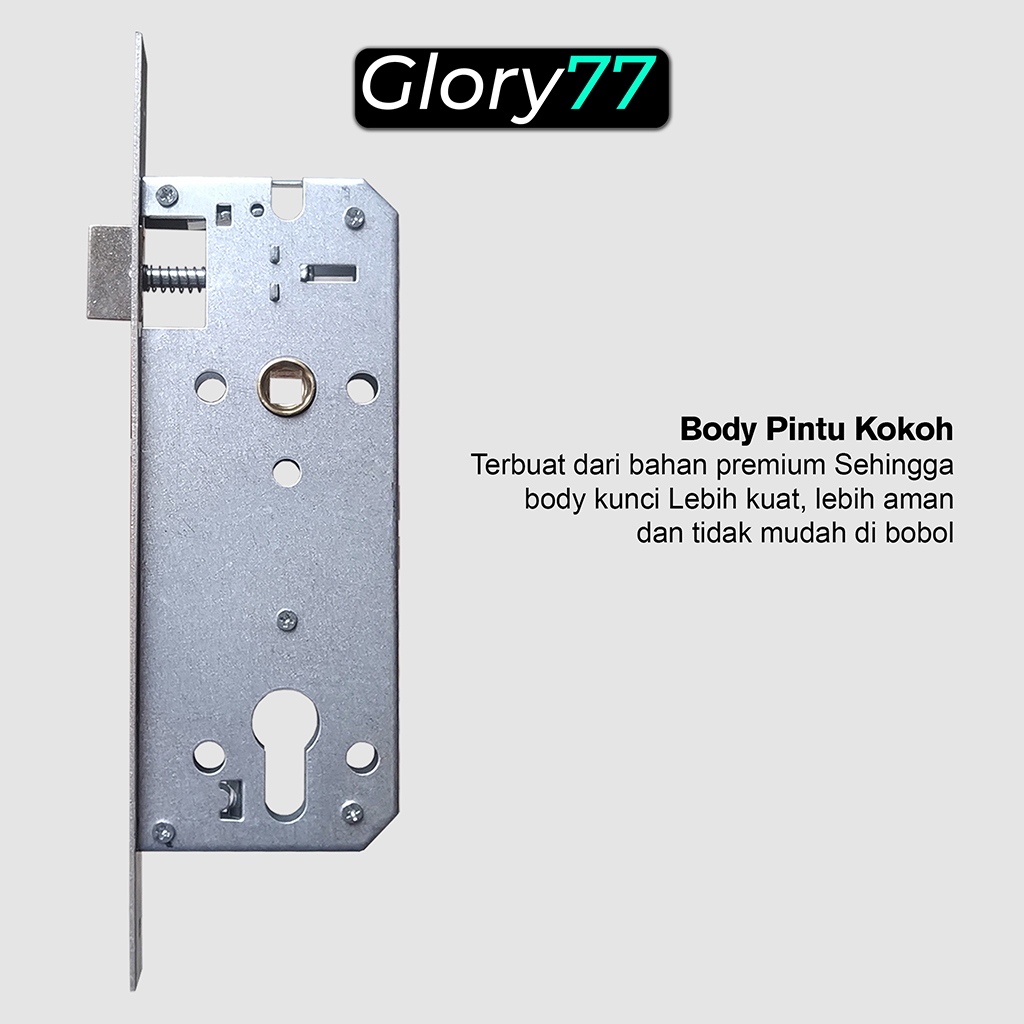 Glory77
Body Pintu Kokoh
Terbuat dari bahan premium Sehingga
body kunci Lebih kuat, lebih aman
dan tidak mudah di bobol